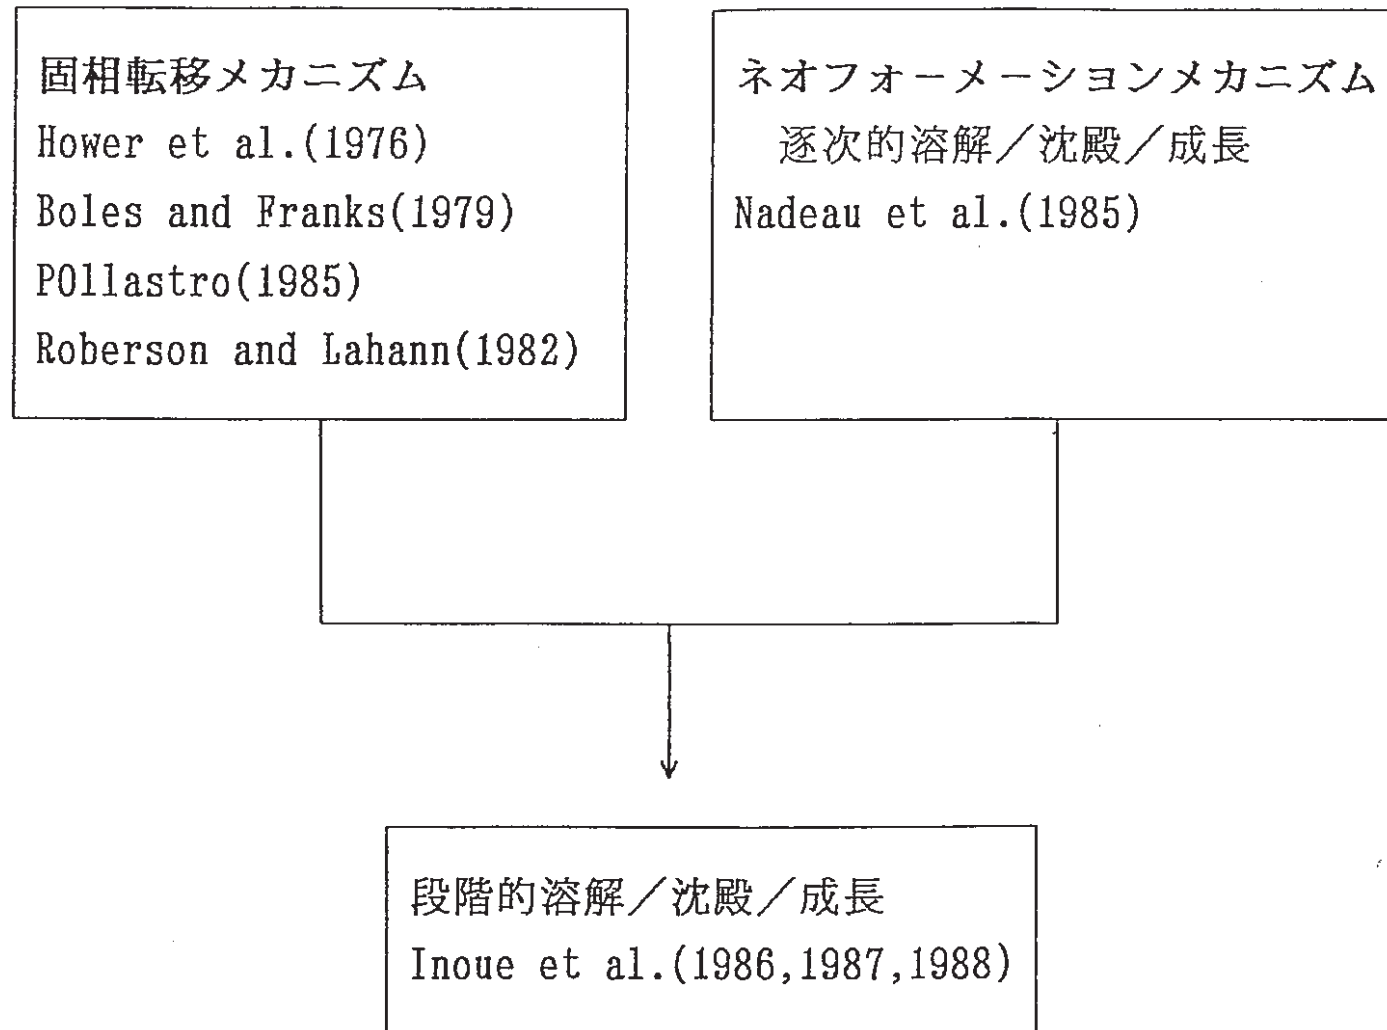 固相転移メカニズム
Hower et al.(1976)
Boles and Franks(1979)
POllastro(1985)
Roberson and Lahann(1982)
ネオフォーメーションメカニズム
逐次的溶解／沈殿／成長
Nadeau et al.(1985)
段階的溶解／沈殿／成長
Inoue et al.(1986,1987,1988)